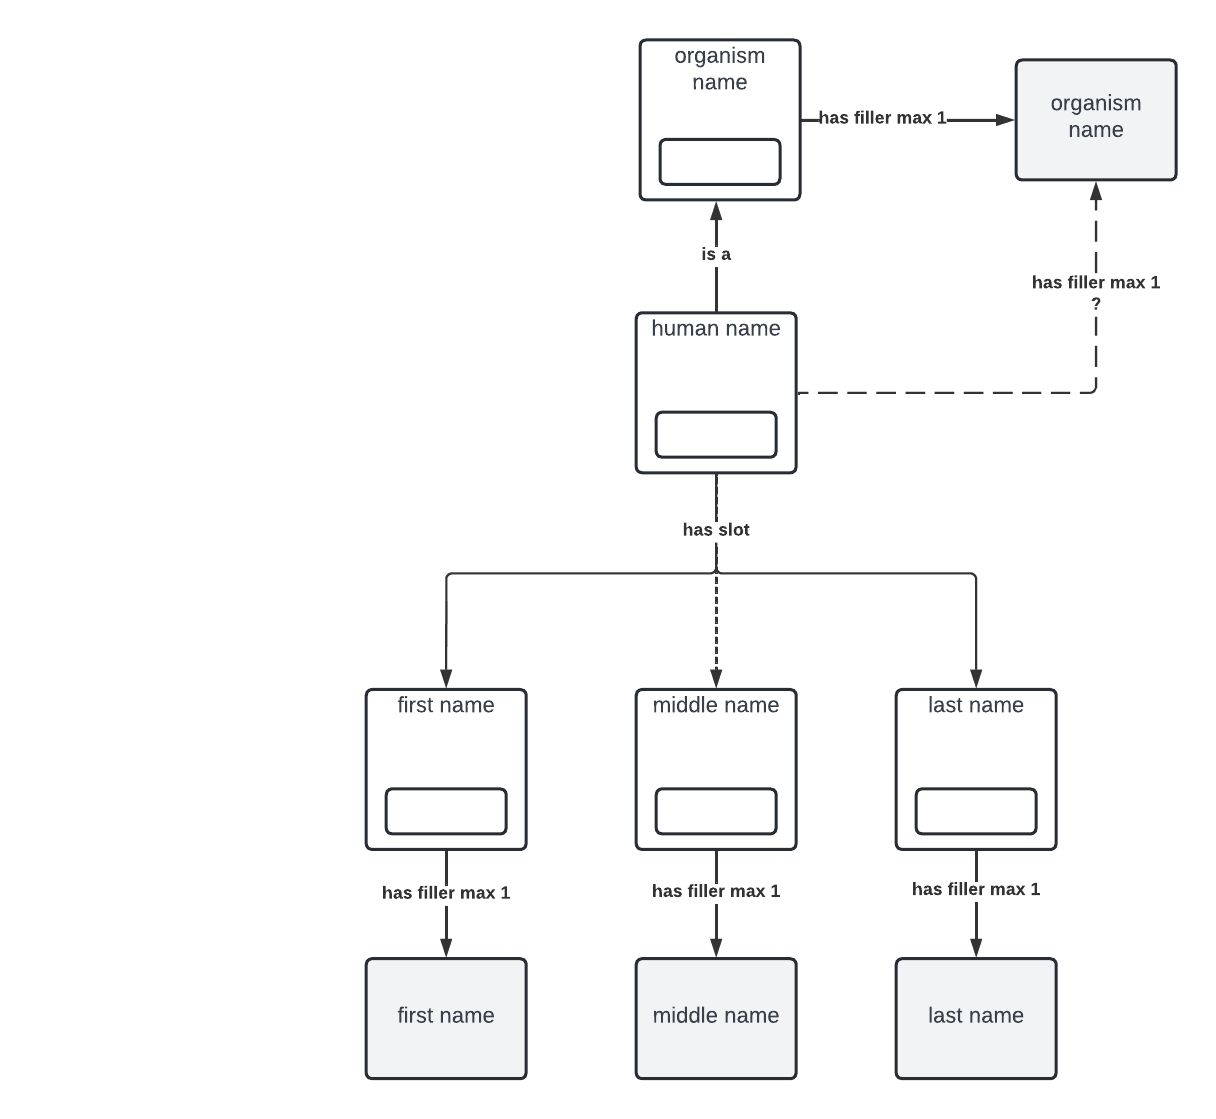 organism
name
has filler max 1
organism
name
is a
has filler max 1
?
human name
has slot
first name
middle name
last name
has filler max 1
has filler max 1
has filler max 1
first name
middle name
last name